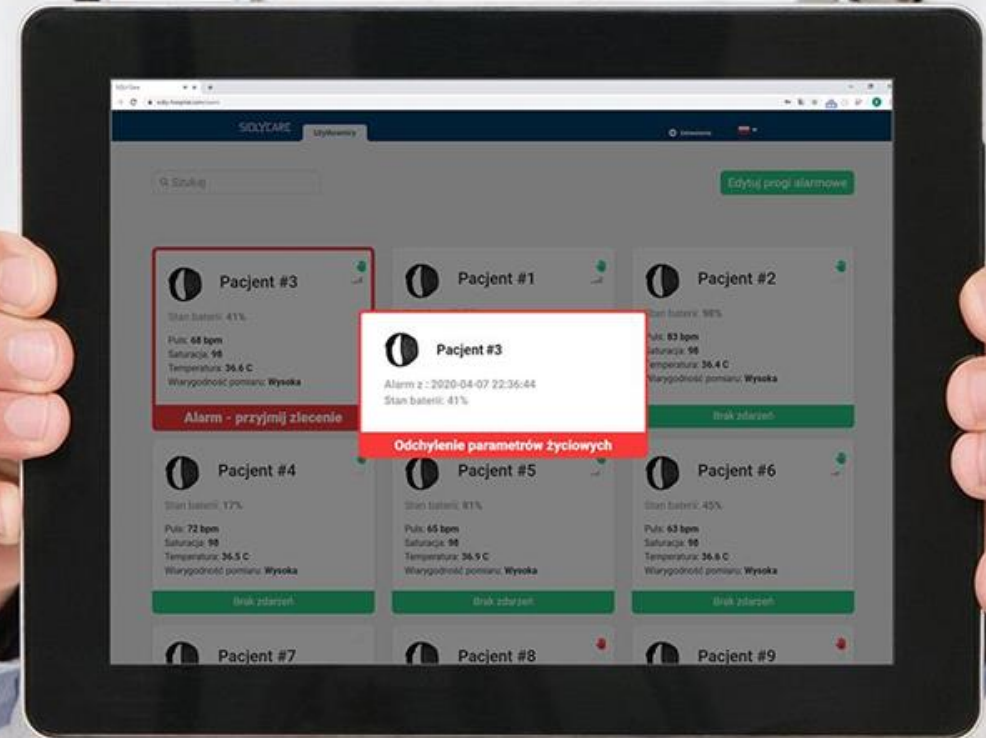 SiDLYCARE
Użytkownicy
Ustawienia
Szukaj
Edytuj progi alarmowe
Pacjent #3
Stan baterii: 41%
Puls: 68 bpm
Saturacja: 98
Temperatura: 36.6 C
Wiarygodność pomiaru: Wysoka
Alarm - przyjmij zlecenie
Pacjent #1
Pacjent #2
Stan baterii: 98%
Puls: 83 bpm
Saturacja: 98
Temperatura: 36.4 C
Wiarygodność pomiaru: Wysoka
Brak zdarzeń
Pacjent #3
Alarm z : 2020-04-07 22:36:44
Stan baterii: 41%
Odchylenie parametrów życiowych
Pacjent #4
Stan baterii: 17%
Puls: 72 bpm
Saturacja: 98
Temperatura: 36.5 C
Wiarygodność pomiaru: Wysoka
Brak zdarzeń
Pacjent #5
Stan baterii: 81%
Puls: 65 bpm
Saturacja: 98
Temperatura: 36.9 C
Wiarygodność pomiaru: Wysoka
Brak zdarzeń
Pacjent #6
Stan baterii: 45%
Puls: 63 bpm
Saturacja: 98
Temperatura: 36.6 C
Wiarygodność pomiaru: Wysoka
Brak zdarzeń
Pacjent #7
Pacjent #8
Pacjent #9